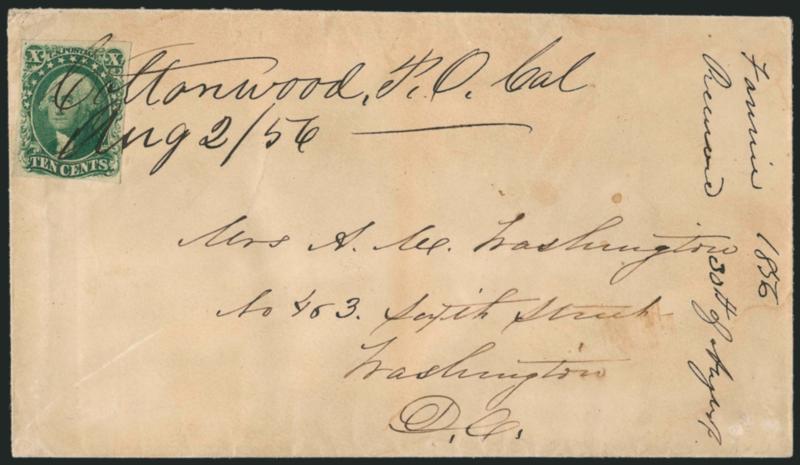 X U.S. POSTAGE X
TEN CENTS
Cottonwood, P.O. Cal
Aug 2/56
Mrs A. M. Washington
No 463. Sixth Street
Washington
D.C.
Fannie 1856
Received 30th of August.